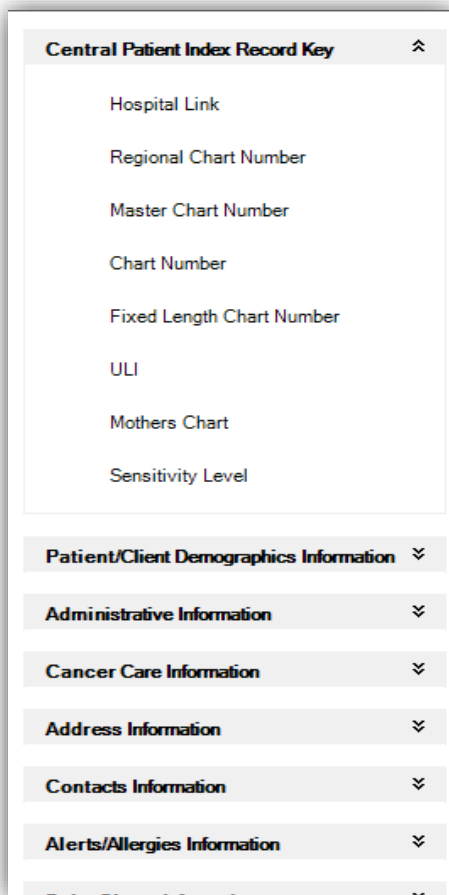 Central Patient Index Record Key
Hospital Link
Regional Chart Number
Master Chart Number
Chart Number
Fixed Length Chart Number
ULI
Mothers Chart
Sensitivity Level
Patient/Client Demographics Information
Administrative Information
Cancer Care Information
Address Information
Contacts Information
Alerts/Allergies Information